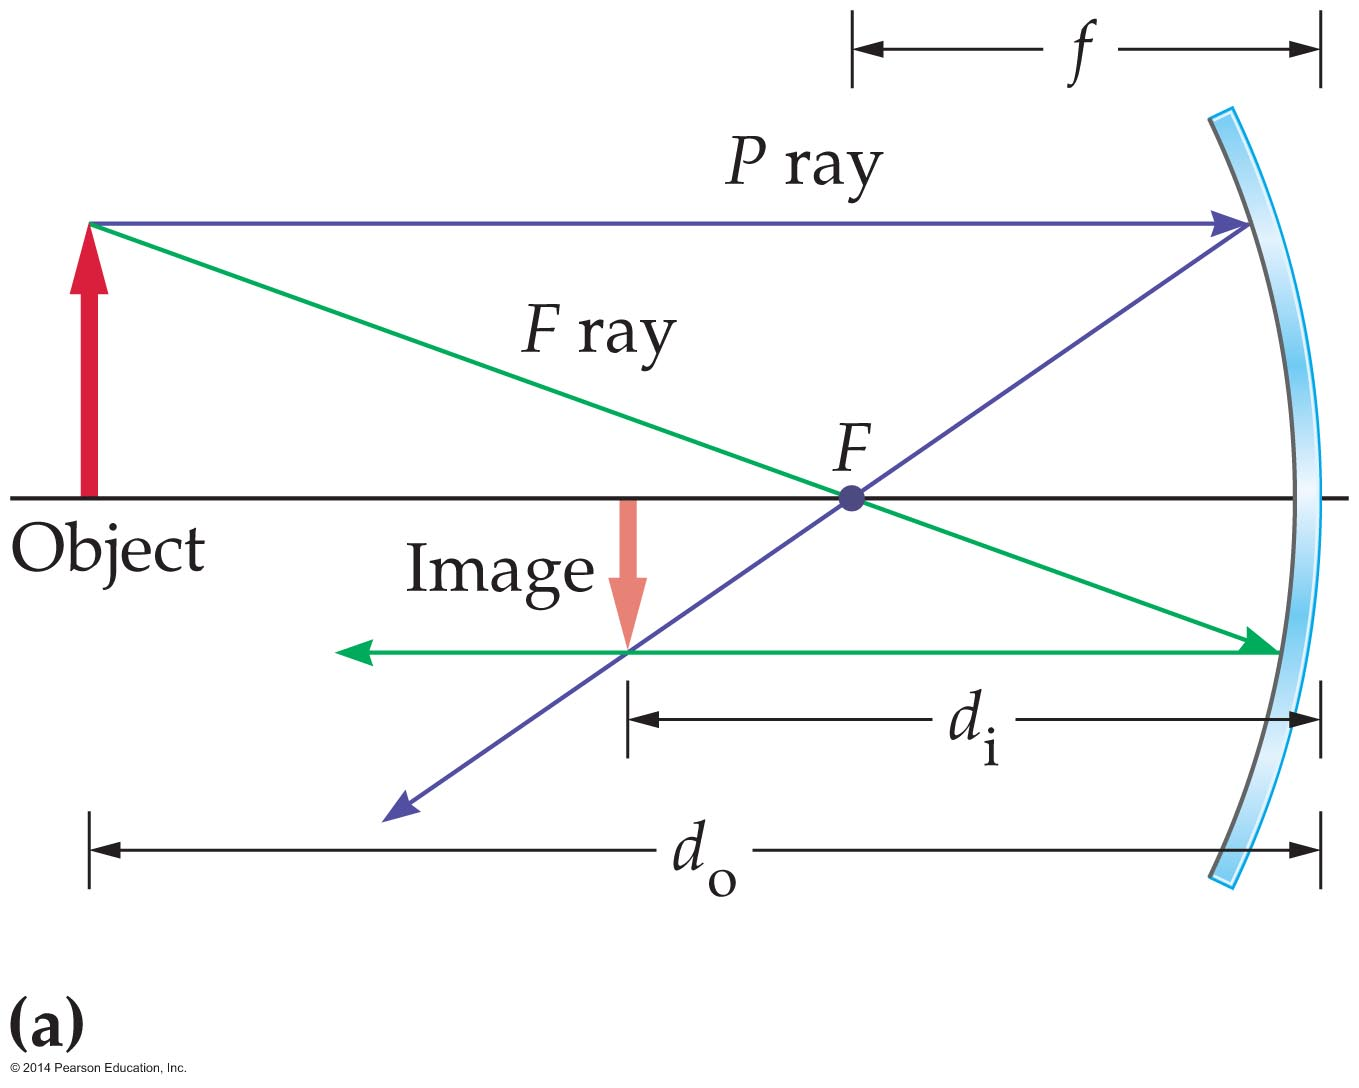 f
P ray
F ray
F
Object
Image
dᵢ
dₒ
(a)
© 2014 Pearson Education, Inc.